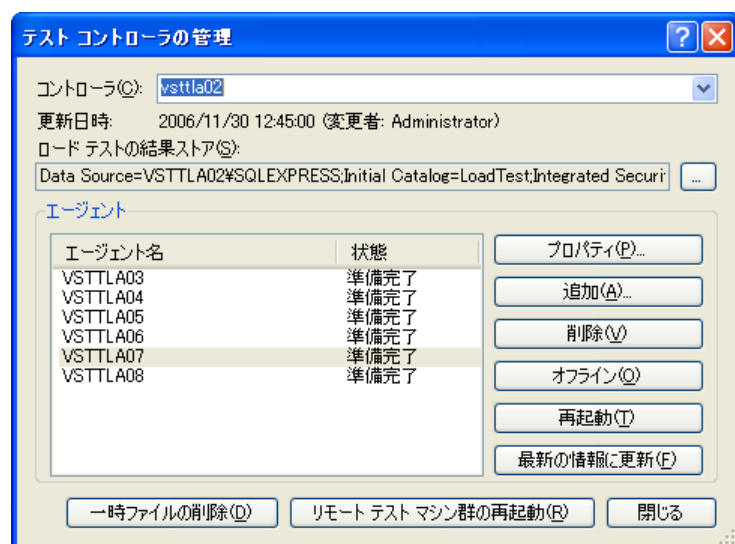 テスト コントローラの管理
コントローラ(C): vsttla02
更新日時: 2006/11/30 12:45:00 (変更者: Administrator)
ロード テストの結果ストア(S):
Data Source=VSTTLA02¥SQLEXPRESS;Initial Catalog=LoadTest;Integrated Securit ...
エージェント
エージェント名 状態
VSTTLA03 準備完了
VSTTLA04 準備完了
VSTTLA05 準備完了
VSTTLA06 準備完了
VSTTLA07 準備完了
VSTTLA08 準備完了
プロパティ(P)...
追加(A)...
削除(V)
オフライン(O)
再起動(T)
最新の情報に更新(F)
一時ファイルの削除(D) リモート テスト マシン群の再起動(R) 閉じる